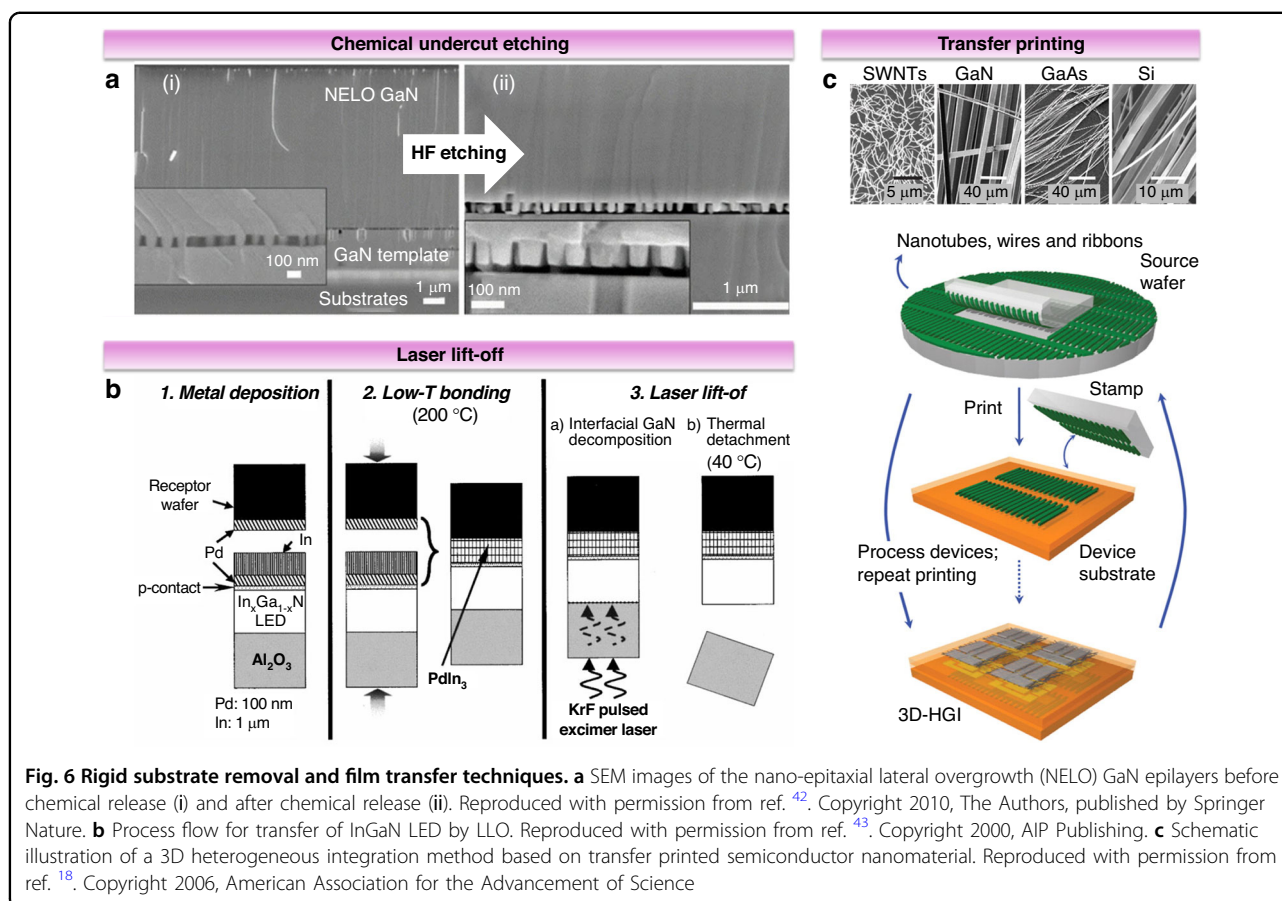 Chemical undercut etching
a
(i)
NELO GaN
HF etching
(ii)
100 nm
GaN template
1 μm
Substrates
100 nm
1 μm
Laser lift-off
b
1. Metal deposition
Receptor
wafer
In
Pd
p-contact
InₓGa₁₋ₓN
LED
Al₂O₃
Pd: 100 nm
In: 1 μm
2. Low-T bonding
(200 °C)
PdIn₃
3. Laser lift-of
a) Interfacial GaN
decomposition
b) Thermal
detachment
(40 °C)
KrF pulsed
excimer laser
Transfer printing
c
SWNTs GaN GaAs Si
5 μm 40 μm 40 μm 10 μm
Nanotubes, wires and ribbons
Source
wafer
Print
Stamp
Process devices;
repeat printing
Device
substrate
3D-HGI
Fig. 6 Rigid substrate removal and film transfer techniques. a SEM images of the nano-epitaxial lateral overgrowth (NELO) GaN epilayers before
chemical release (i) and after chemical release (ii). Reproduced with permission from ref. 42. Copyright 2010, The Authors, published by Springer
Nature. b Process flow for transfer of InGaN LED by LLO. Reproduced with permission from ref. 43. Copyright 2000, AIP Publishing. c Schematic
illustration of a 3D heterogeneous integration method based on transfer printed semiconductor nanomaterial. Reproduced with permission from
ref. 18. Copyright 2006, American Association for the Advancement of Science